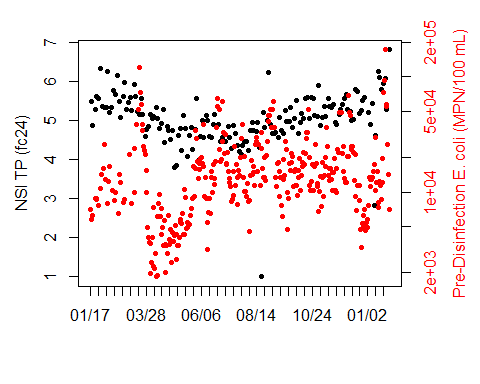 NSI TP (fc24)
7
6
5
4
3
2
1
2e+05
5e+04
1e+04
2e+03
Pre-Disinfection E. coli (MPN/100 mL)
01/17 03/28 06/06 08/14 10/24 01/02